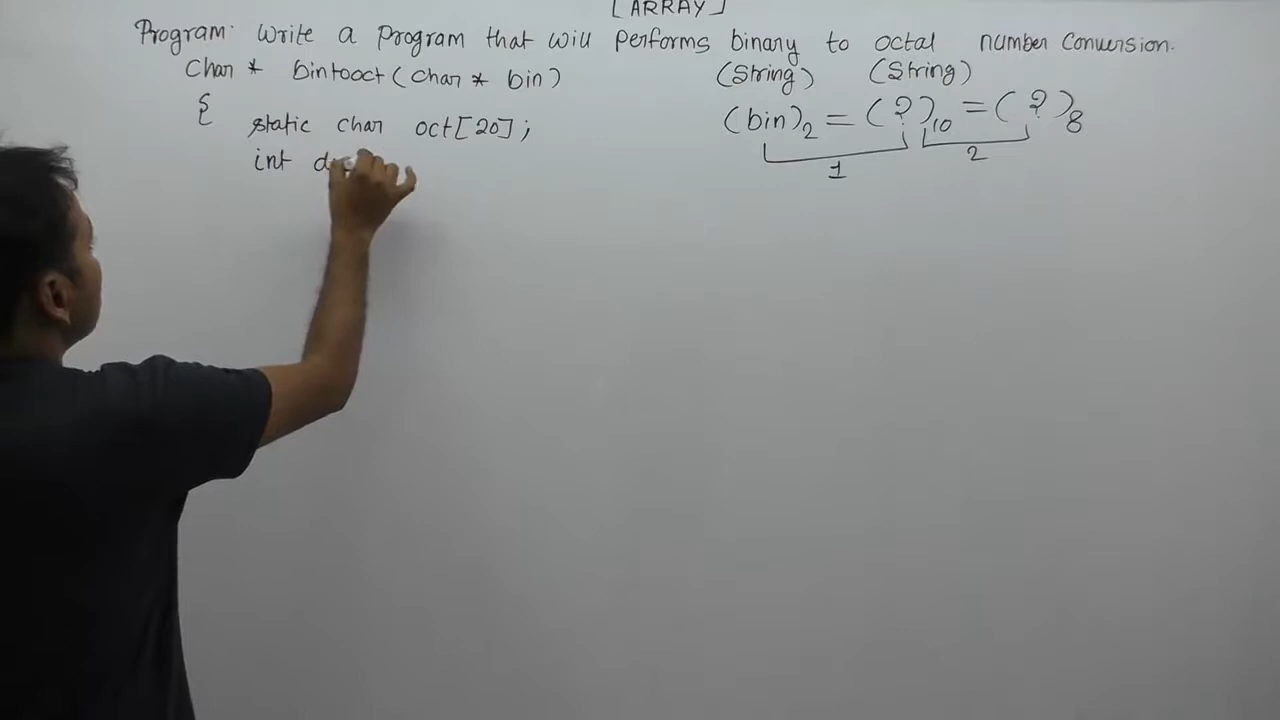 [ARRAY]
Program: Write a program that will performs binary to octal number Conversion.
Char * bintooct (char * bin) (String) (String)
{ (bin)2 = (?)10 = (?)8
static char oct[20];
int 1 2